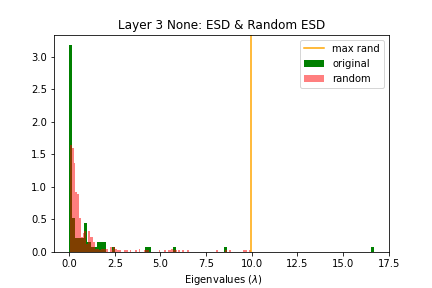 Layer 3 None: ESD & Random ESD
max rand
original
random
3.0
2.5
2.0
1.5
1.0
0.5
0.0
0.0 2.5 5.0 7.5 10.0 12.5 15.0 17.5
Eigenvalues (λ)